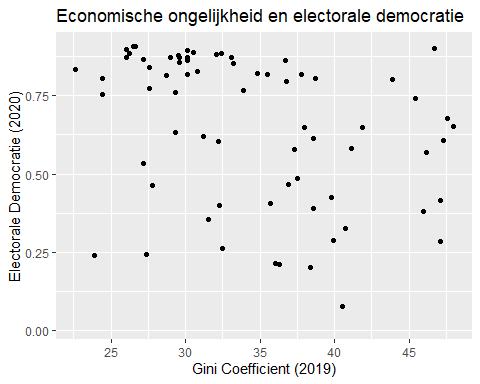 Economische ongelijkheid en electorale democratie
Electorale Democratie (2020)
0.75
0.50
0.25
0.00
25 30 35 40 45
Gini Coefficient (2019)